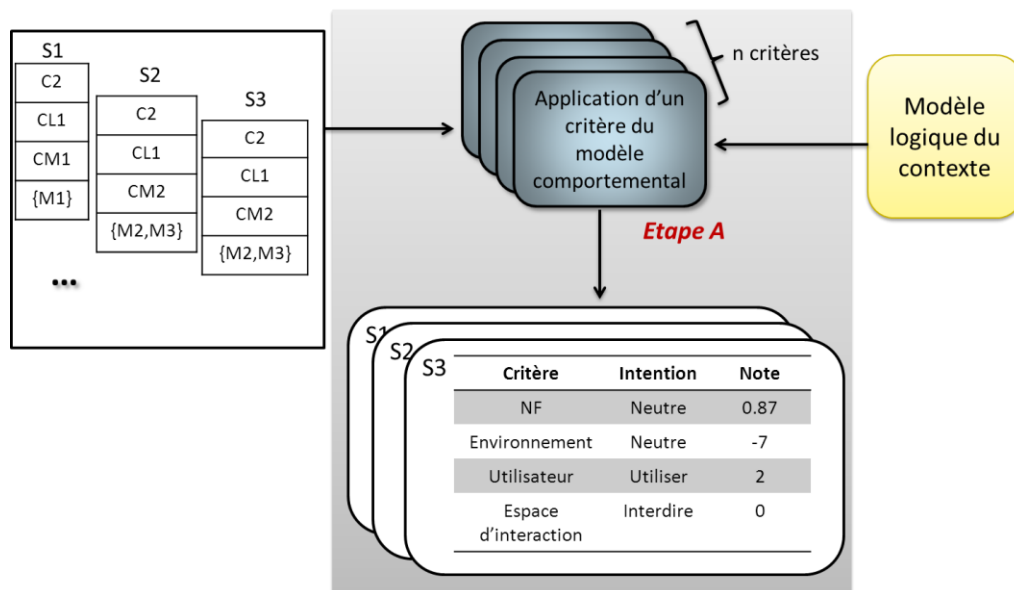 S1
C2
CL1
CM1
{M1}
S2
C2
CL1
CM2
{M2,M3}
S3
C2
CL1
CM2
{M2,M3}
...
Application d'un
critère du
modèle
comportemental
n critères
Modèle
logique du
contexte
Etape A
S1
S2
S3
Critère Intention Note
NF Neutre 0.87
Environnement Neutre -7
Utilisateur Utiliser 2
Espace Interdire 0
d'interaction